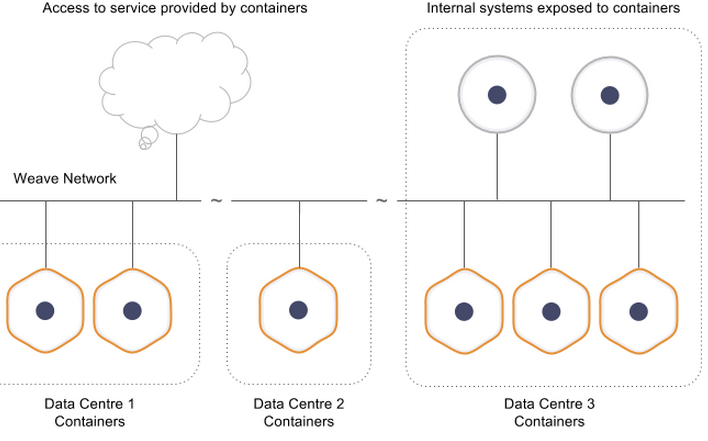 Access to service provided by containers
Internal systems exposed to containers
Weave Network
~
~
Data Centre 1
Containers
Data Centre 2
Containers
Data Centre 3
Containers